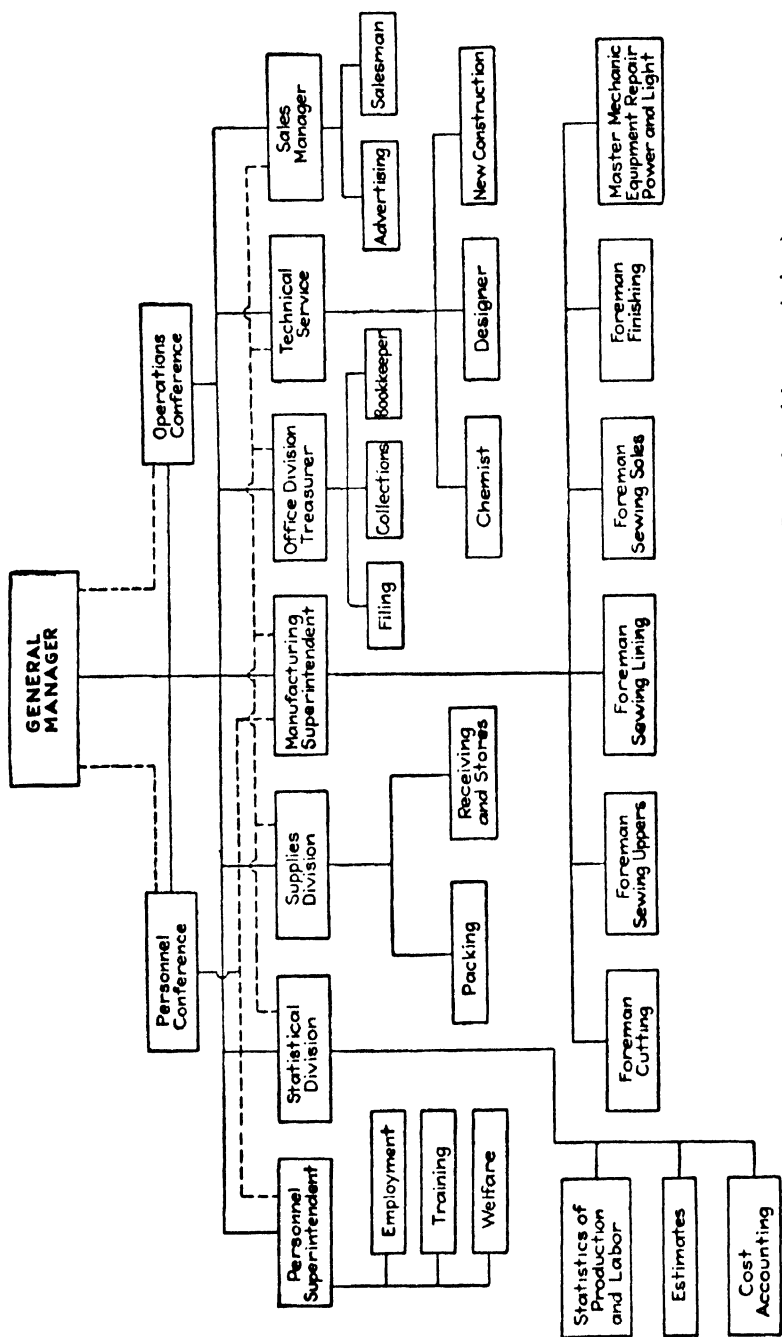 GENERAL
MANAGER
Personnel
Conference
Operations
Conference
Personnel
Superintendent
Statistical
Division
Supplies
Division
Manufacturing
Superintendent
Office Division
Treasurer
Technical
Service
Sales
Manager
Employment
Training
Welfare
Packing
Receiving
and Stores
Filing
Collections
Bookkeeper
Advertising
Salesman
Chemist
Designer
New Construction
Statistics of
Production
and Labor
Estimates
Cost
Accounting
Foreman
Cutting
Foreman
Sewing Uppers
Foreman
Sewing Lining
Foreman
Sewing Soles
Foreman
Finishing
Master Mechanic
Equipment Repair
Power and Light